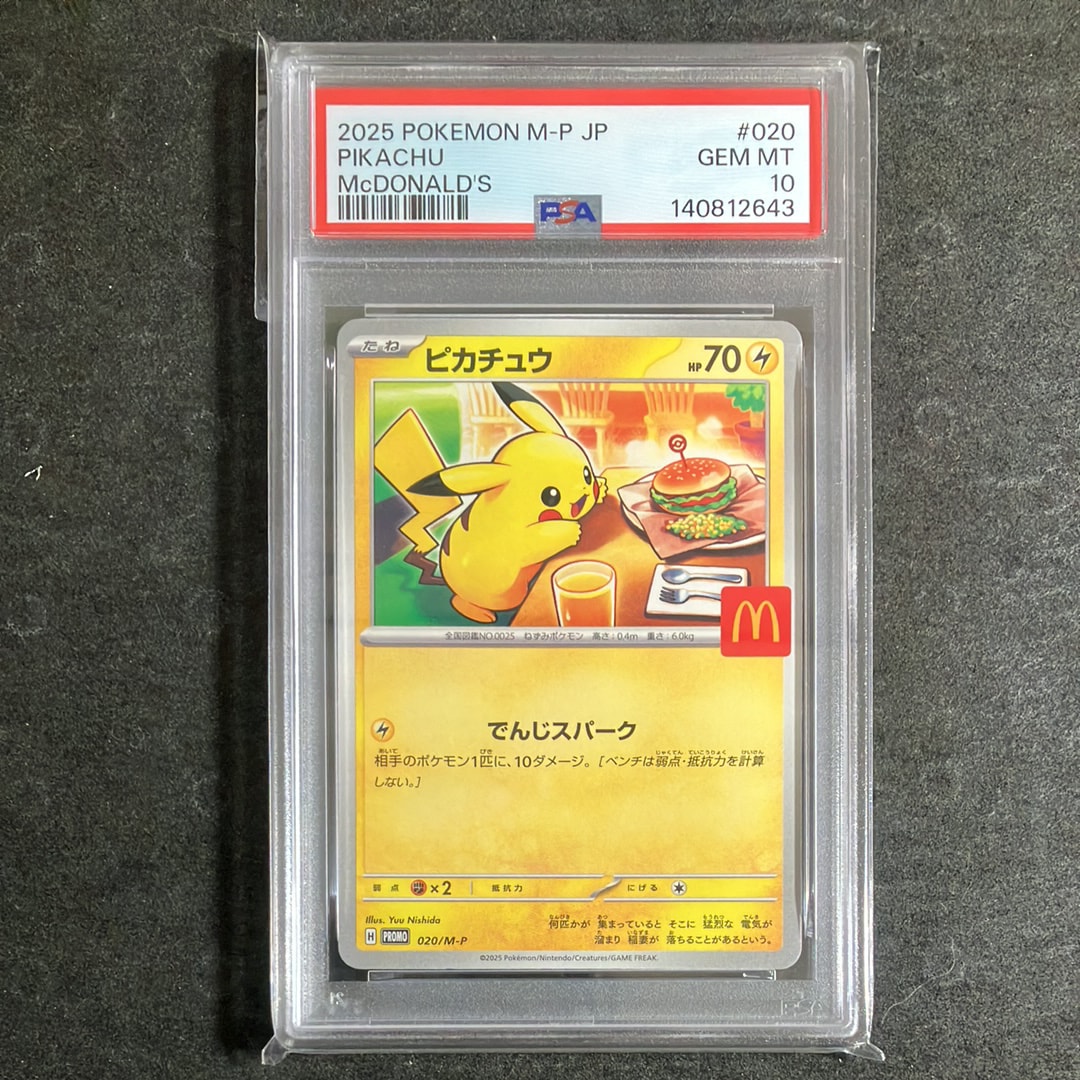 2025 POKEMON M-P JP #020
PIKACHU GEM MT
McDONALD'S 10
PSA 140812643
たね ピカチュウ HP70
全国図鑑NO.0025 ねずみポケモン 高さ:0.4m 重さ:6.0kg
でんじスパーク
相手のポケモン1匹に、10ダメージ。[ベンチは弱点・抵抗力を計算
しない。]
弱点 ×2 抵抗力 にげる
Illus. Yuu Nishida
何匹かが 集まっていると そこに 猛烈な 電気が
溜まり 稲妻が 落ちることがあるという。
H PROMO 020/M-P
©2025 Pokémon/Nintendo/Creatures/GAME FREAK.